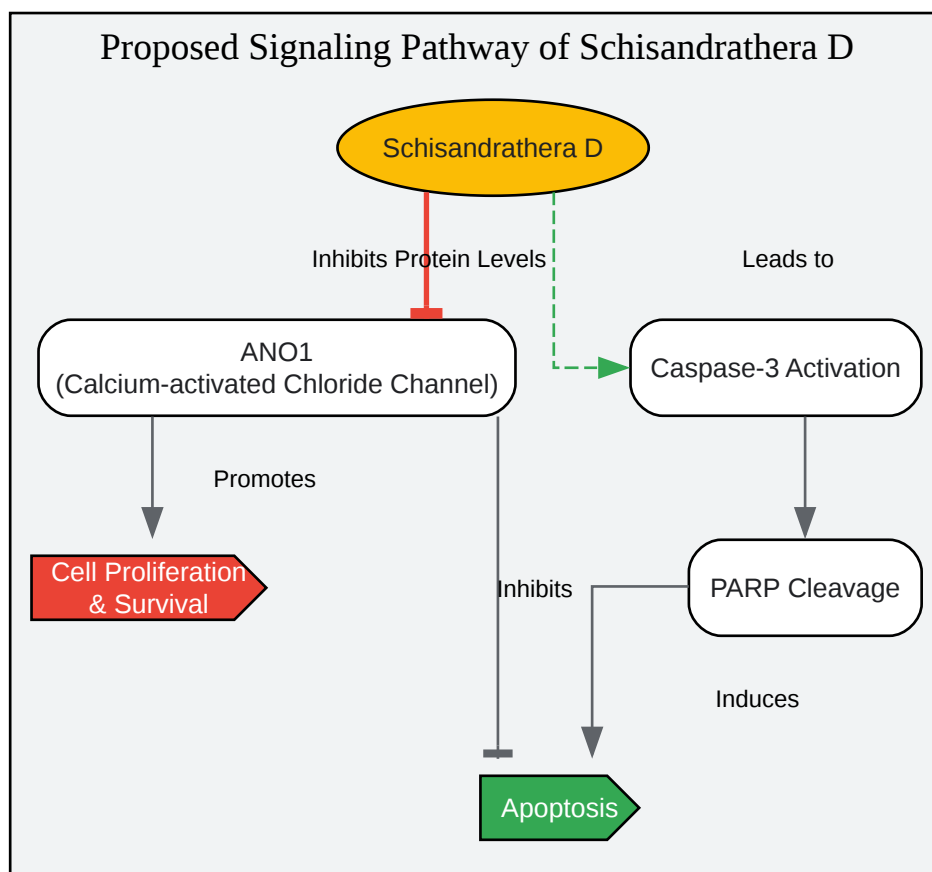 Proposed Signaling Pathway of Schisandrathera D
Schisandrathera D
Inhibits Protein Levels
Leads to
ANO1
(Calcium-activated Chloride Channel)
Caspase-3 Activation
Promotes
Cell Proliferation
& Survival
Inhibits
PARP Cleavage
Induces
Apoptosis